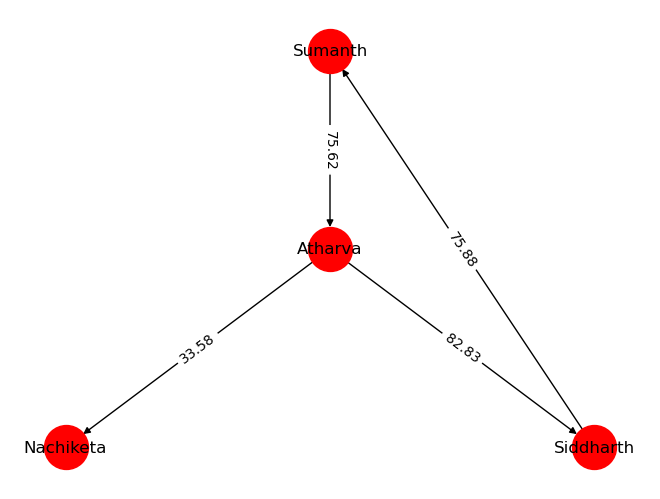 Sumanth
75.62
75.88
Atharva
33.58
82.83
Nachiketa
Siddharth